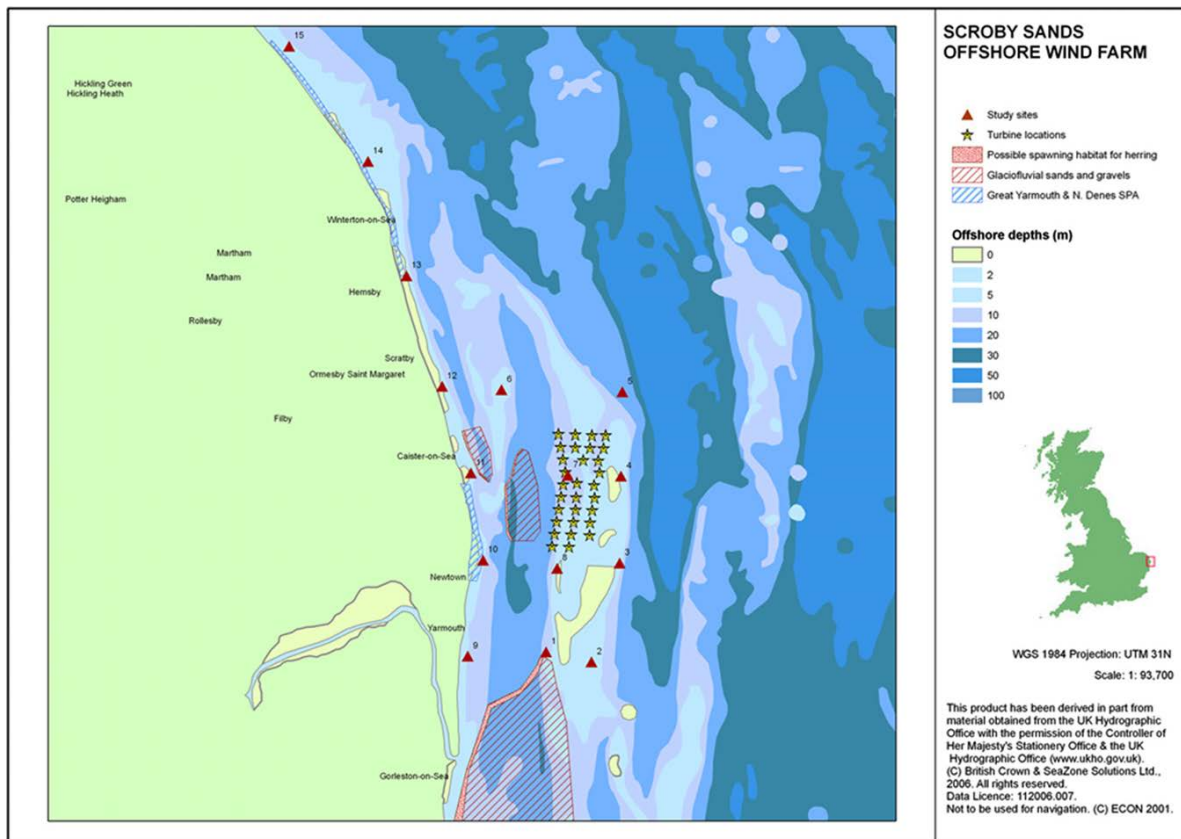 SCROBY SANDS
OFFSHORE WIND FARM
Study sites
Turbine locations
Possible spawning habitat for herring
Glaciofluvial sands and gravels
Great Yarmouth & N. Denes SPA
Offshore depths (m)
0
2
5
10
20
30
50
100
WGS 1984 Projection: UTM 31N
Scale: 1: 93,700
This product has been derived in part from
material obtained from the UK Hydrographic
Office with the permission of the Controller of
Her Majesty's Stationery Office & the UK
Hydrographic Office (www.ukho.gov.uk).
(C) British Crown & SeaZone Solutions Ltd.,
2006. All rights reserved.
Data Licence: 112006.007.
Not to be used for navigation. (C) ECON 2001.
15
Hickling Green
Hickling Heath
14
Potter Heigham
Winterton-on-Sea
Martham
13
Martham
Hemsby
Rollesby
Scratby
Ormesby Saint Margaret
12
6
5
Filby
Caister-on-Sea
11
7
4
10
8
3
Newtown
Yarmouth
9
1
2
Gorleston-on-Sea